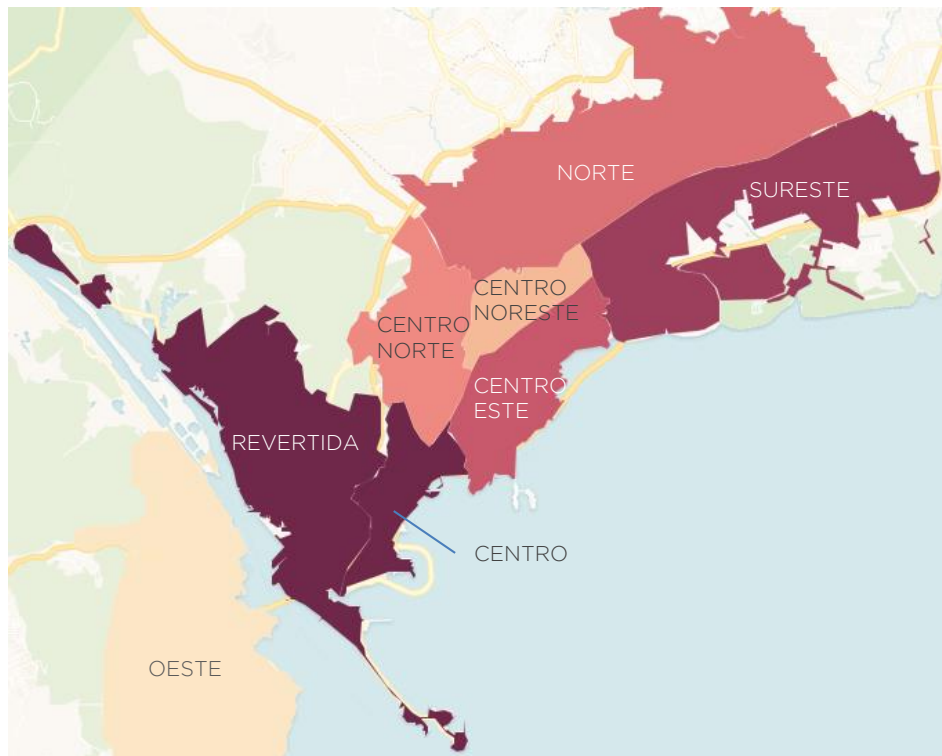 NORTE
SURESTE
CENTRO
NORESTE
CENTRO
NORTE
CENTRO
ESTE
REVERTIDA
CENTRO
OESTE